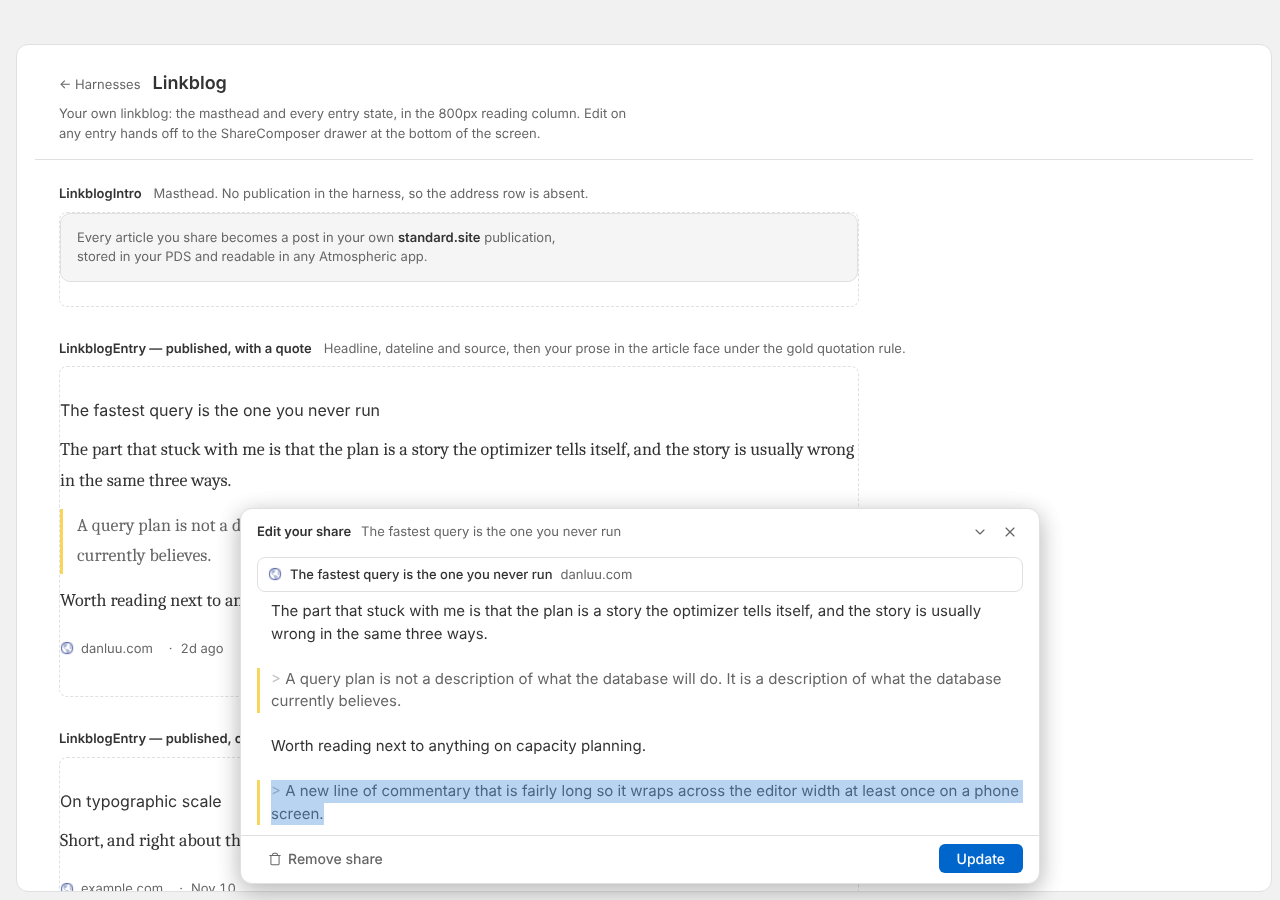 ← Harnesses Linkblog
Your own linkblog: the masthead and every entry state, in the 800px reading column. Edit on
any entry hands off to the ShareComposer drawer at the bottom of the screen.
LinkblogIntro Masthead. No publication in the harness, so the address row is absent.
Every article you share becomes a post in your own standard.site publication,
stored in your PDS and readable in any Atmospheric app.
LinkblogEntry — published, with a quote Headline, dateline and source, then your prose in the article face under the gold quotation rule.
The fastest query is the one you never run
The part that stuck with me is that the plan is a story the optimizer tells itself, and the story is usually wrong
in the same three ways.
A query plan is not a d
currently believes.
Worth reading next to an
danluu.com · 2d ago
LinkblogEntry — published, c
On typographic scale
Short, and right about th
example.com · Nov 10
Edit your share The fastest query is the one you never run
The fastest query is the one you never run danluu.com
The part that stuck with me is that the plan is a story the optimizer tells itself, and the story is usually
wrong in the same three ways.
> A query plan is not a description of what the database will do. It is a description of what the database
currently believes.
Worth reading next to anything on capacity planning.
> A new line of commentary that is fairly long so it wraps across the editor width at least once on a phone
screen.
Remove share
Update